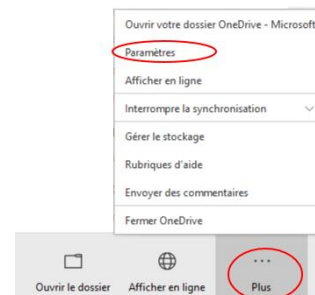 Ouvrir votre dossier OneDrive - Microsoft
Paramètres
Afficher en ligne
Interrompre la synchronisation
Gérer le stockage
Rubriques d'aide
Envoyer des commentaires
Fermer OneDrive
Ouvrir le dossier Afficher en ligne Plus